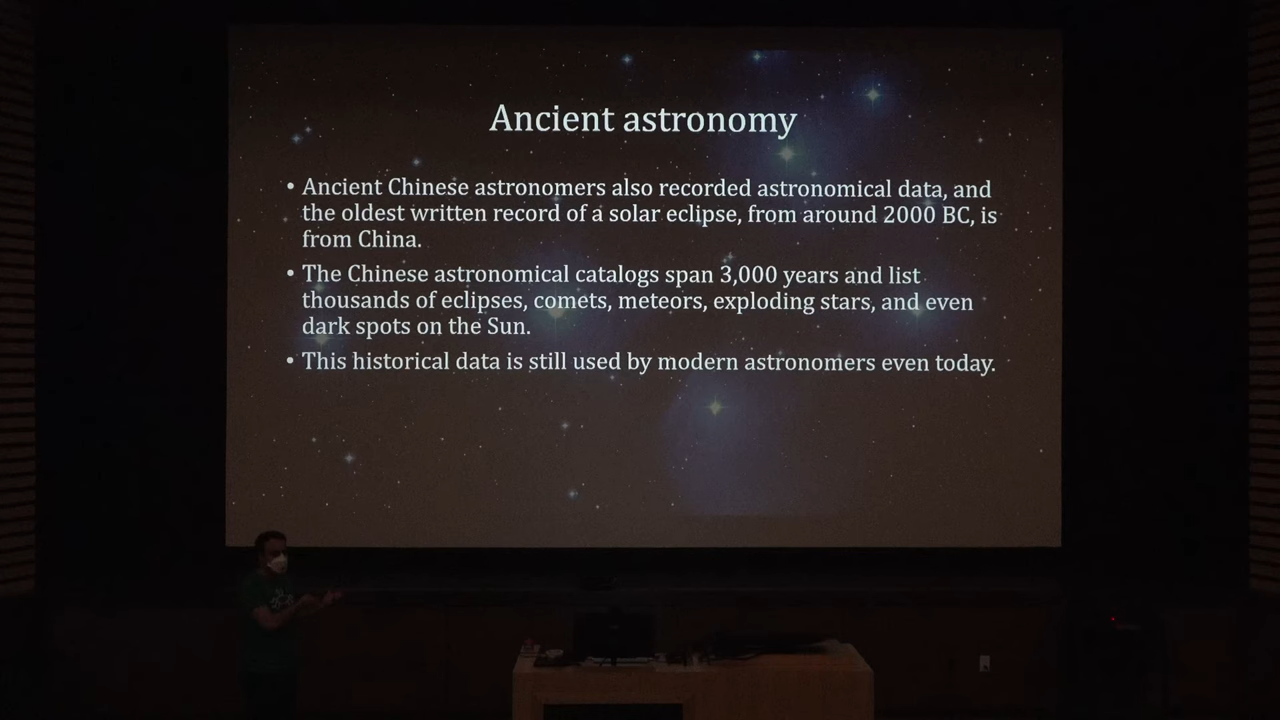 Ancient astronomy
• Ancient Chinese astronomers also recorded astronomical data, and
the oldest written record of a solar eclipse, from around 2000 BC, is
from China.
• The Chinese astronomical catalogs span 3,000 years and list
thousands of eclipses, comets, meteors, exploding stars, and even
dark spots on the Sun.
• This historical data is still used by modern astronomers even today.